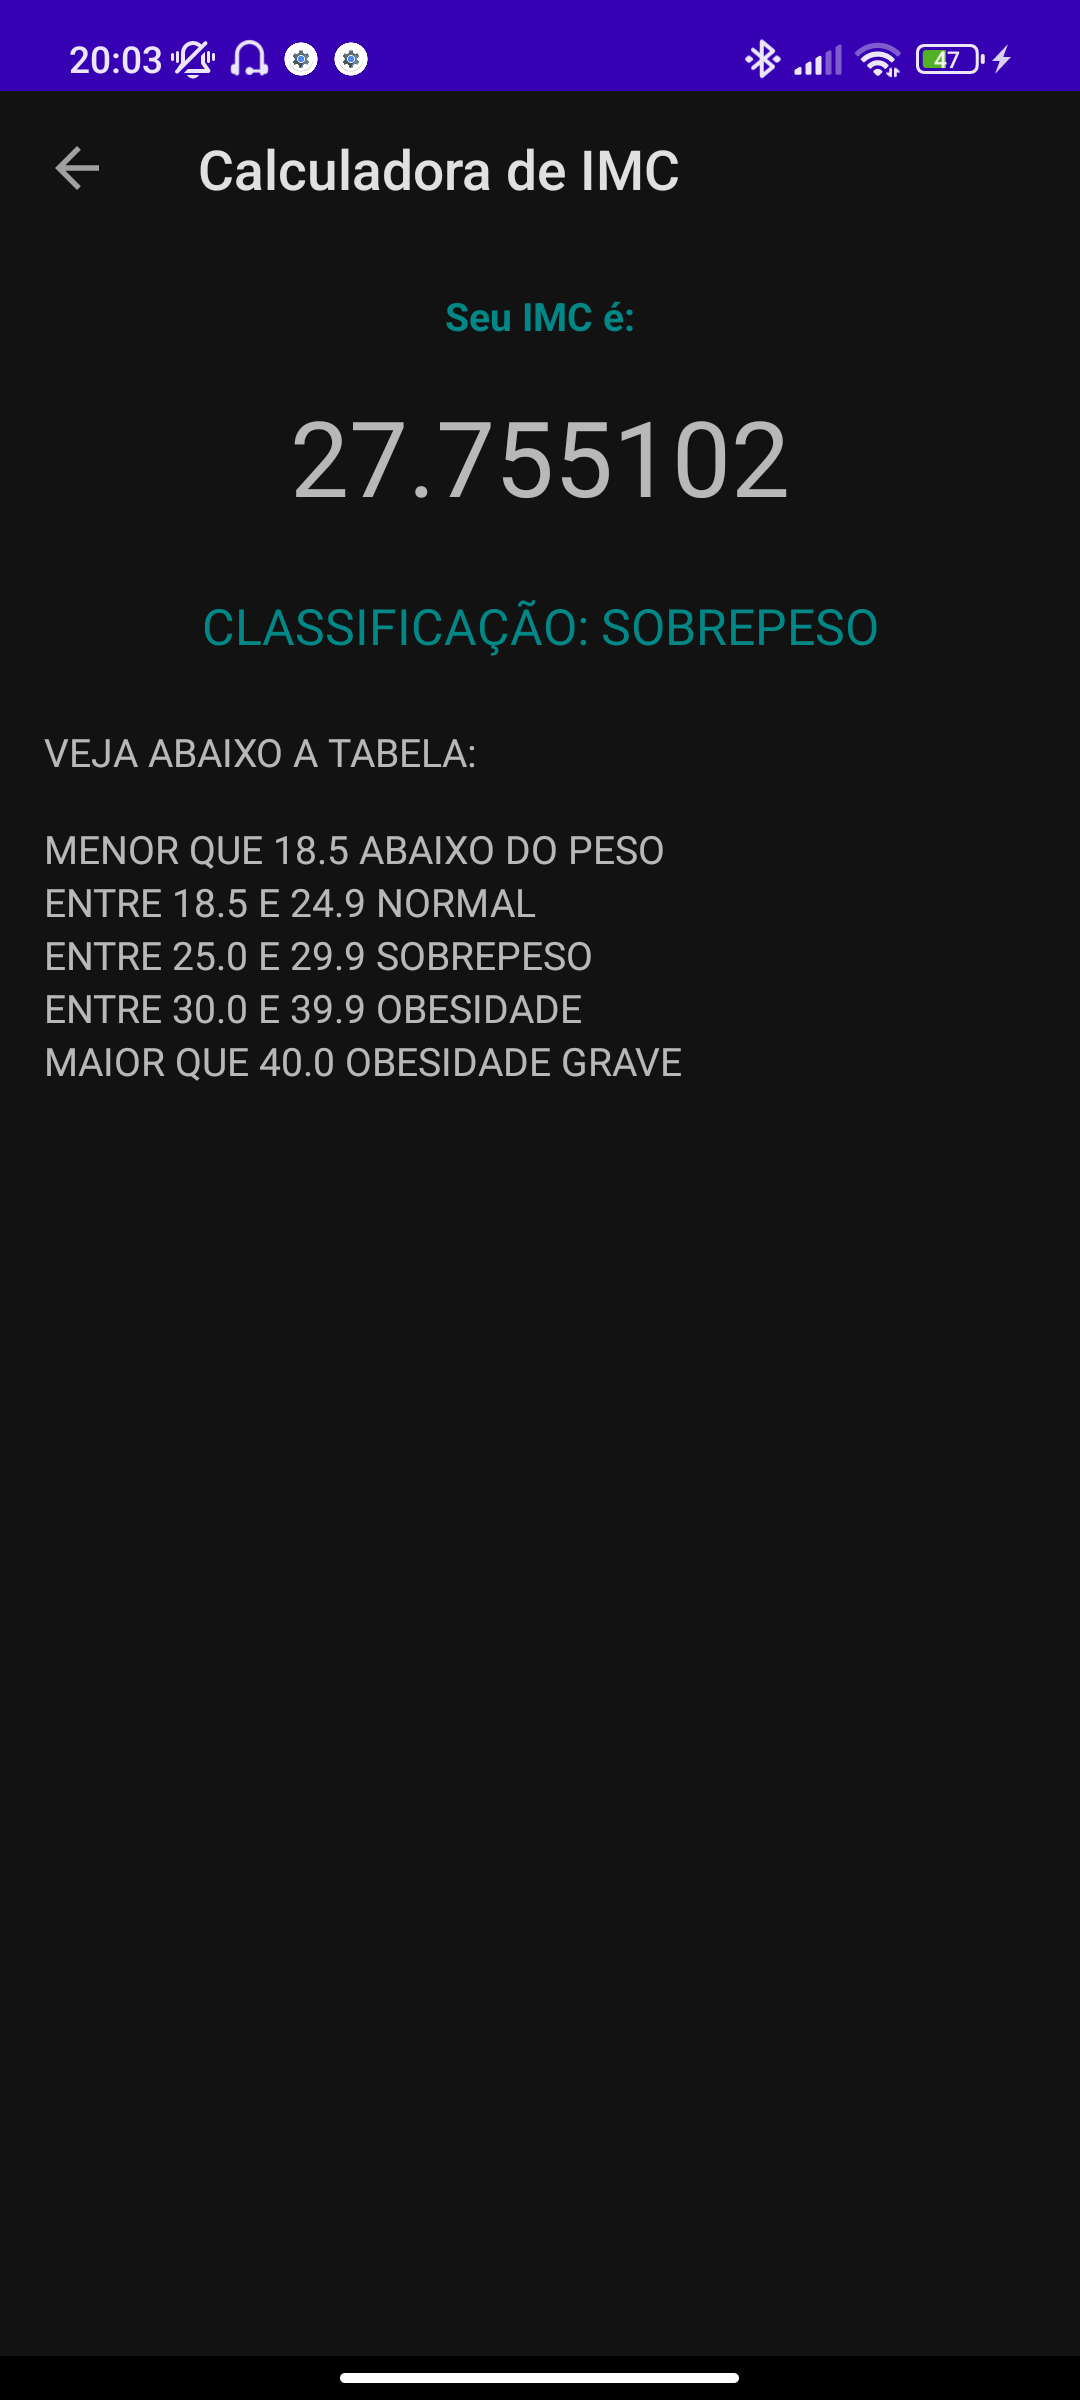 20:03
47
Calculadora de IMC
Seu IMC é:
27.755102
CLASSIFICAÇÃO: SOBREPESO
VEJA ABAIXO A TABELA:
MENOR QUE 18.5 ABAIXO DO PESO
ENTRE 18.5 E 24.9 NORMAL
ENTRE 25.0 E 29.9 SOBREPESO
ENTRE 30.0 E 39.9 OBESIDADE
MAIOR QUE 40.0 OBESIDADE GRAVE